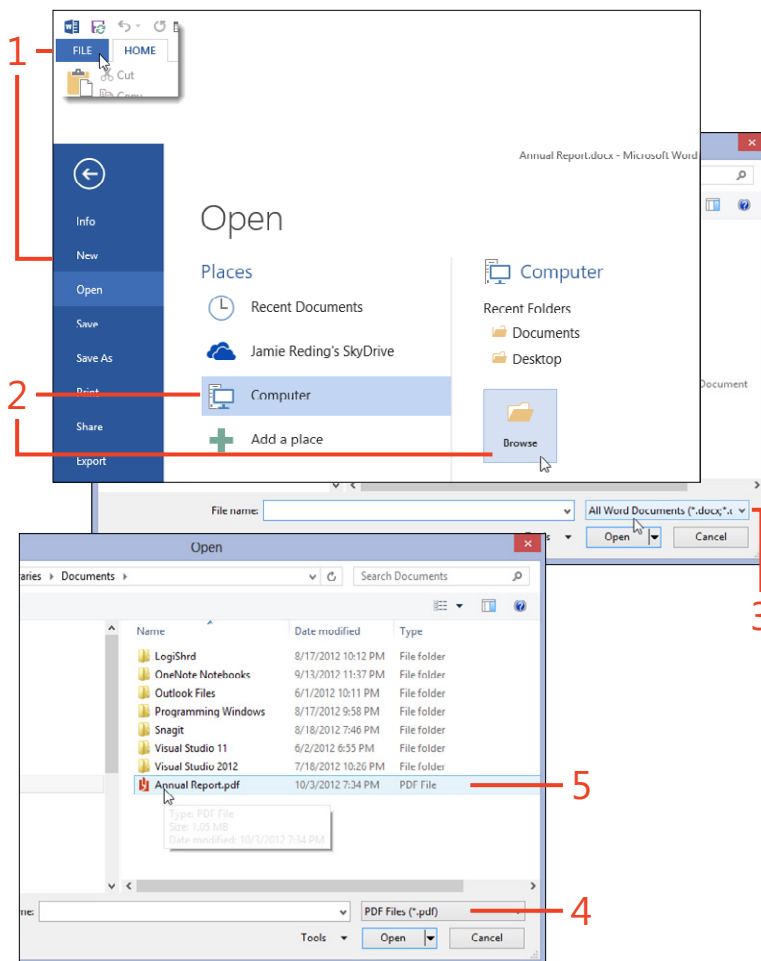 1
FILE HOME
Cut
Copy
Annual Report.docx - Microsoft Word
Info
New
Open
Save
Save As
Print
Share
Export
Open
Places
Recent Documents
Jamie Reding's SkyDrive
Computer
Add a place
Computer
Recent Folders
Documents
Desktop
Browse
2
Document
File name:
All Word Documents (*.docx;*.d
Open
Cancel
3
Open
aries Documents
Search Documents
Name Date modified Type
LogiShrd 8/17/2012 10:12 PM File folder
OneNote Notebooks 9/13/2012 11:37 PM File folder
Outlook Files 6/1/2012 10:11 PM File folder
Programming Windows 8/17/2012 9:58 PM File folder
Snagit 8/18/2012 7:46 PM File folder
Visual Studio 11 6/2/2012 6:55 PM File folder
Visual Studio 2012 7/18/2012 10:26 PM File folder
Annual Report.pdf 10/3/2012 7:34 PM PDF File
5
Type: PDF File
Size: 1.05 MB
Date modified: 10/3/2012 7:34 PM
me:
PDF Files (*.pdf)
4
Tools Open Cancel